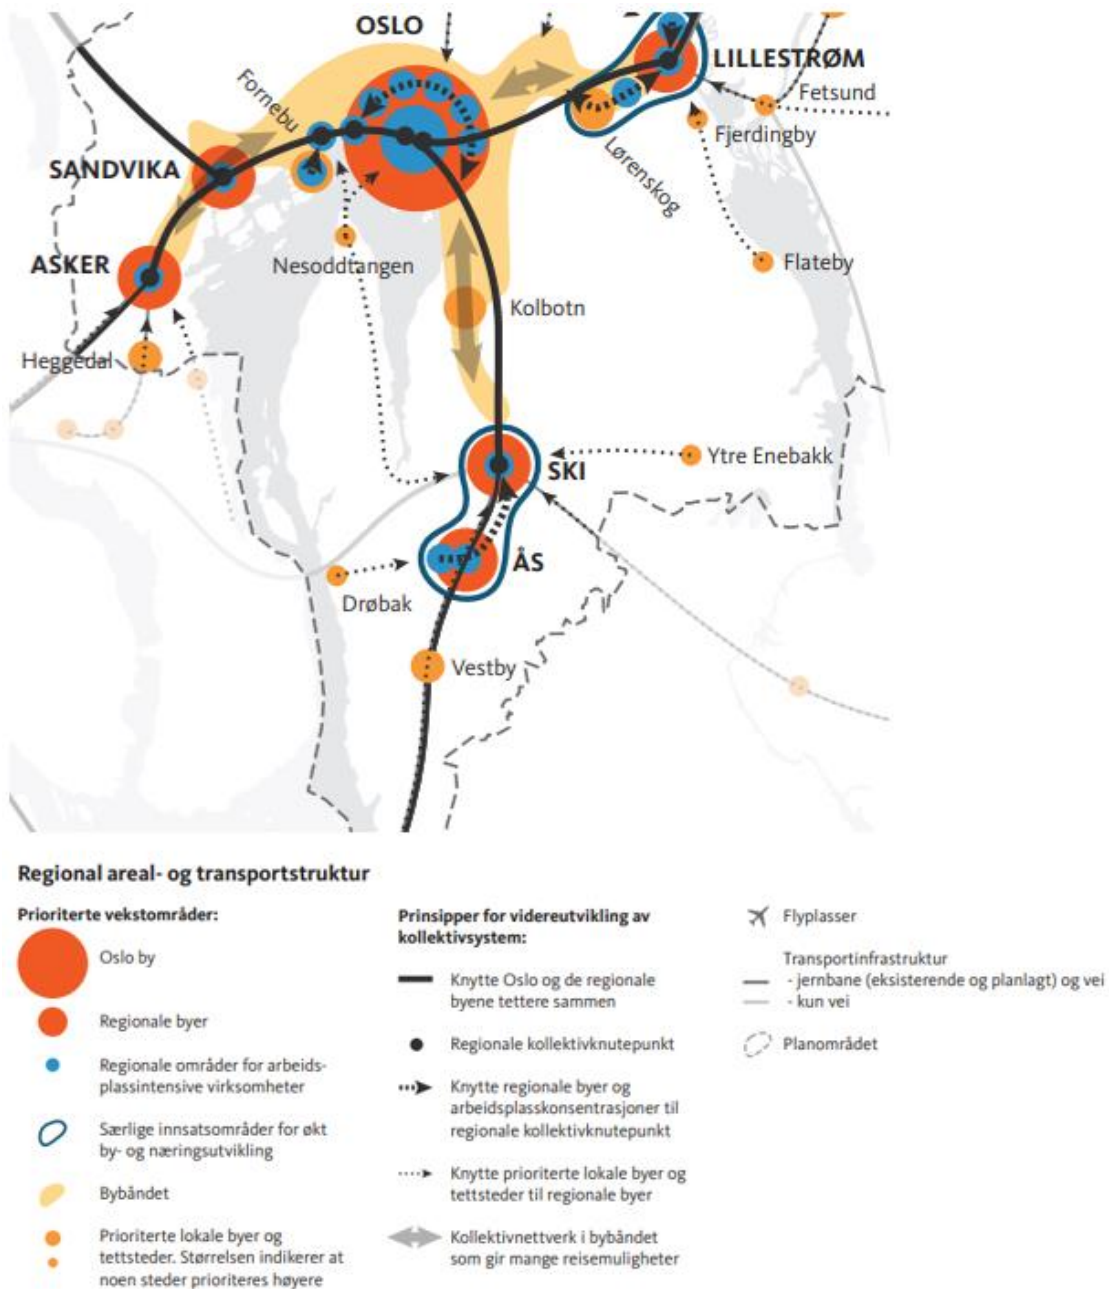 OSLO
LILLESTRØM
Fornebu
Fetsund
Fjerdingby
SANDVIKA
Lørenskog
ASKER
Nesoddtangen
Flateby
Kolbotn
Heggedal
SKI
Ytre Enebakk
ÅS
Drøbak
Vestby
Regional areal- og transportstruktur
Prioriterte vekstområder:
Oslo by
Regionale byer
Regionale områder for arbeids-
plassintensive virksomheter
Særlige innsatsområder for økt
by- og næringsutvikling
Bybåndet
Prioriterte lokale byer og
tettsteder. Størrelsen indikerer at
noen steder prioriteres høyere
Prinsipper for videreutvikling av
kollektivsystem:
Knytte Oslo og de regionale
byene tettere sammen
Regionale kollektivknutepunkt
Knytte regionale byer og
arbeidsplasskonsentrasjoner til
regionale kollektivknutepunkt
Knytte prioriterte lokale byer og
tettsteder til regionale byer
Kollektivnettverk i bybåndet
som gir mange reisemuligheter
Flyplasser
Transportinfrastruktur
- jernbane (eksisterende og planlagt) og vei
- kun vei
Planområdet